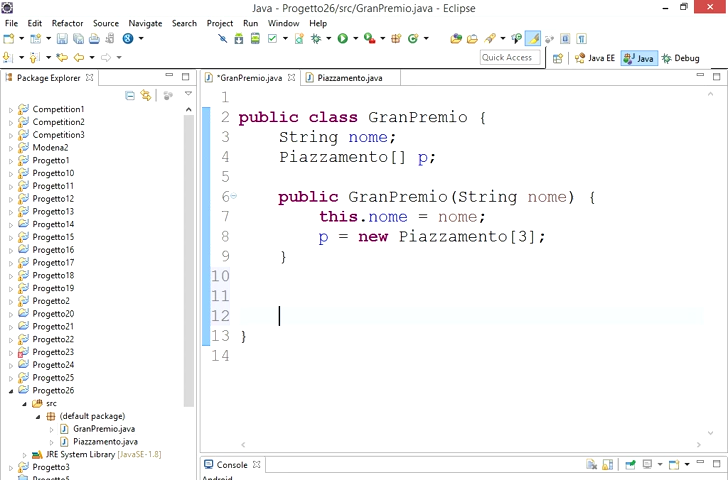 Java - Progetto26/src/GranPremio.java - Eclipse
File Edit Refactor Source Navigate Search Project Run Window Help
Quick Access
Java EE
Java
Debug
Package Explorer
*GranPremio.java
Piazzamento.java
Competition1
Competition2
Competition3
Modena2
Progetto1
Progetto10
Progetto11
Progetto12
Progetto13
Progetto14
Progetto15
Progetto16
Progetto17
Progetto18
Progetto19
Progetto2
Progetto20
Progetto21
Progetto22
Progetto23
Progetto24
Progetto25
Progetto26
src
(default package)
GranPremio.java
Piazzamento.java
JRE System Library [JavaSE-1.8]
Progetto3
1
2 public class GranPremio {
3 String nome;
4 Piazzamento[] p;
5
6 public GranPremio(String nome) {
7 this.nome = nome;
8 p = new Piazzamento[3];
9 }
10
11
12
13 }
14
Console